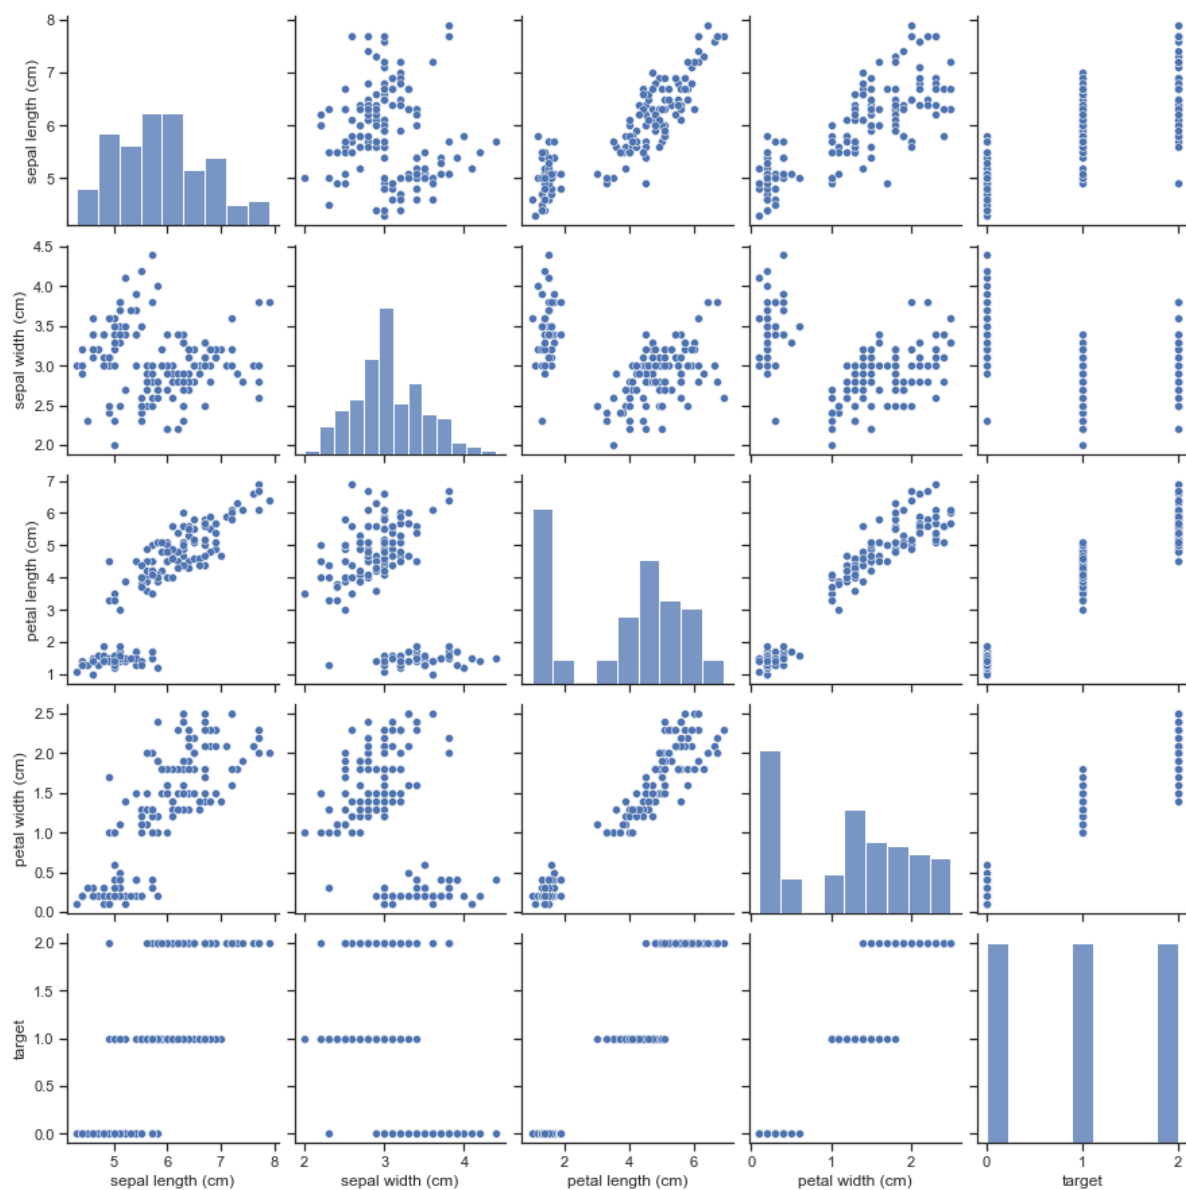 8
7
6
5
sepal length (cm)
4.5
4.0
3.5
3.0
2.5
2.0
sepal width (cm)
7
6
5
4
3
2
1
petal length (cm)
2.5
2.0
1.5
1.0
0.5
0.0
petal width (cm)
2.0
1.5
1.0
0.5
0.0
target
5 6 7 8
2 3 4
2 4 6
0 1 2
0 1 2
sepal length (cm)
sepal width (cm)
petal length (cm)
petal width (cm)
target